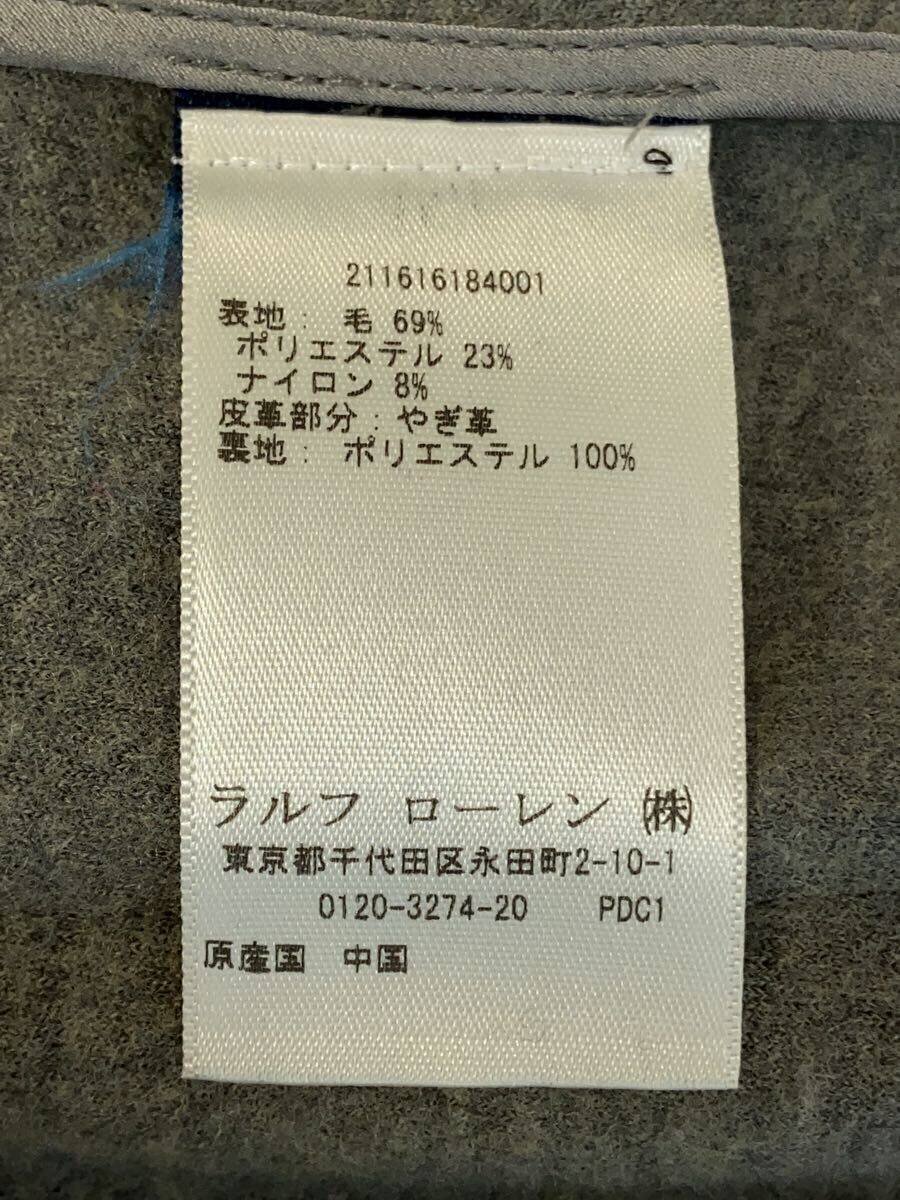 211616184001
表地： 毛 69%
ポリエステル 23%
ナイロン 8%
皮革部分：やぎ革
裏地： ポリエステル 100%
ラルフ ローレン ㈱
東京都千代田区永田町2-10-1
0120-3274-20 PDC1
原産国 中国